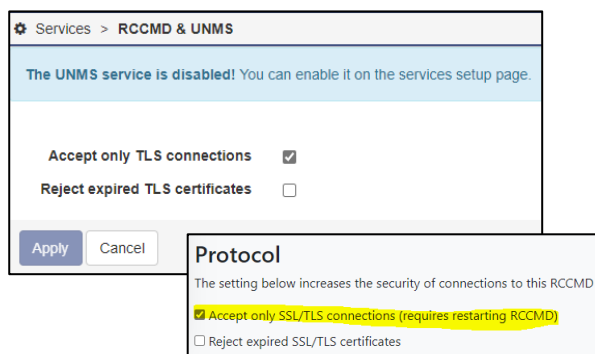 Services > RCCMD & UNMS
The UNMS service is disabled! You can enable it on the services setup page.
Accept only TLS connections
Reject expired TLS certificates
Apply Cancel
Protocol
The setting below increases the security of connections to this RCCMD
Accept only SSL/TLS connections (requires restarting RCCMD)
Reject expired SSL/TLS certificates